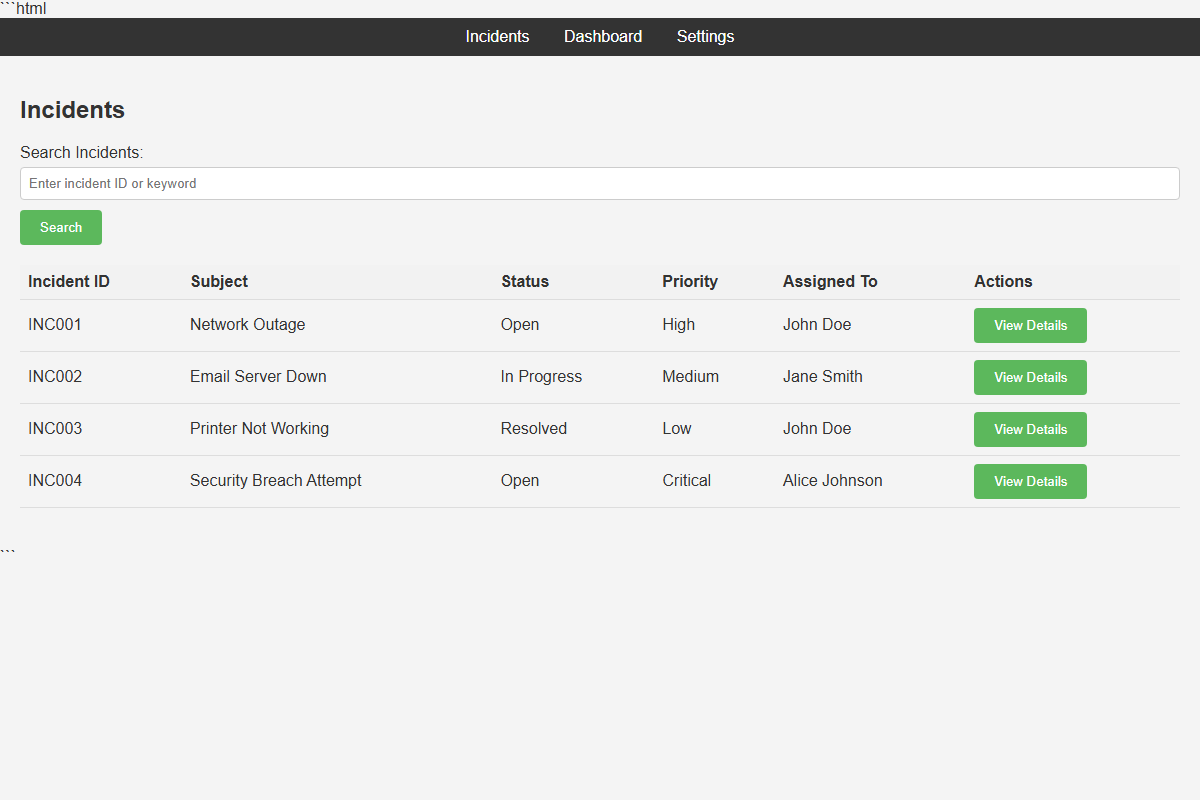 ```html
Incidents Dashboard Settings
Incidents
Search Incidents:
Enter incident ID or keyword
Search
Incident ID Subject Status Priority Assigned To Actions
INC001 Network Outage Open High John Doe View Details
INC002 Email Server Down In Progress Medium Jane Smith View Details
INC003 Printer Not Working Resolved Low John Doe View Details
INC004 Security Breach Attempt Open Critical Alice Johnson View Details
```